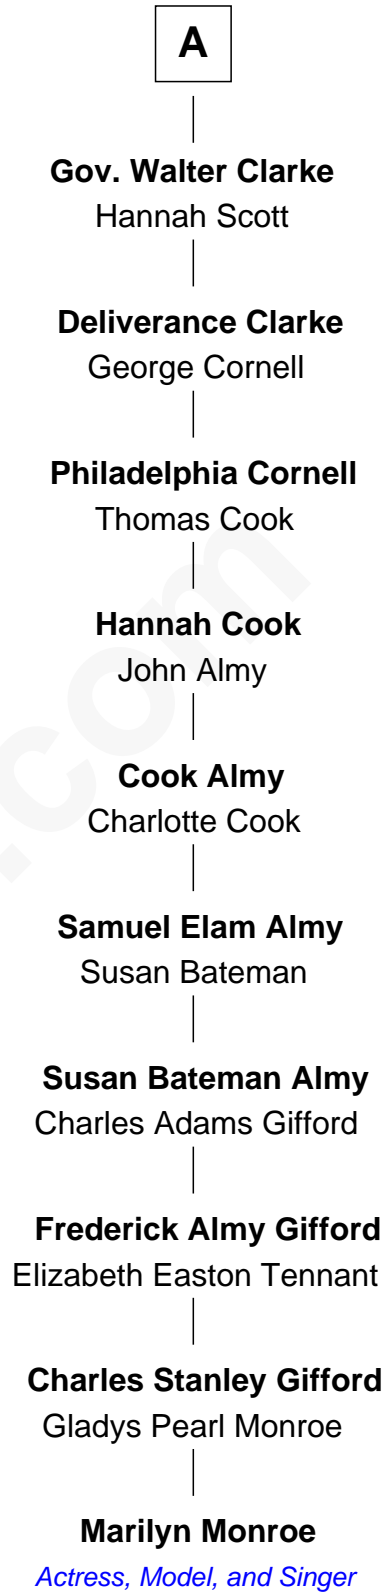 A
Gov. Walter Clarke
Hannah Scott
Deliverance Clarke
George Cornell
Philadelphia Cornell
Thomas Cook
Hannah Cook
John Almy
Cook Almy
Charlotte Cook
Samuel Elam Almy
Susan Bateman
Susan Bateman Almy
Charles Adams Gifford
Frederick Almy Gifford
Elizabeth Easton Tennant
Charles Stanley Gifford
Gladys Pearl Monroe
Marilyn Monroe
Actress, Model, and Singer
.com